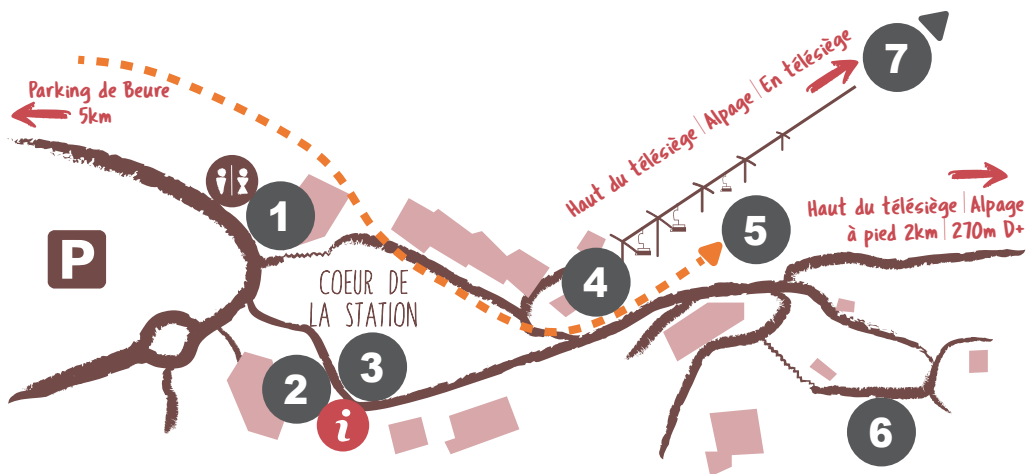 Parking de Beure
5km
P
1
COEUR DE
LA STATION
2
3
i
4
Haut du télésiège | Alpage | En télésiège
7
5
Haut du télésiège | Alpage
à pied 2km | 270m D+
6